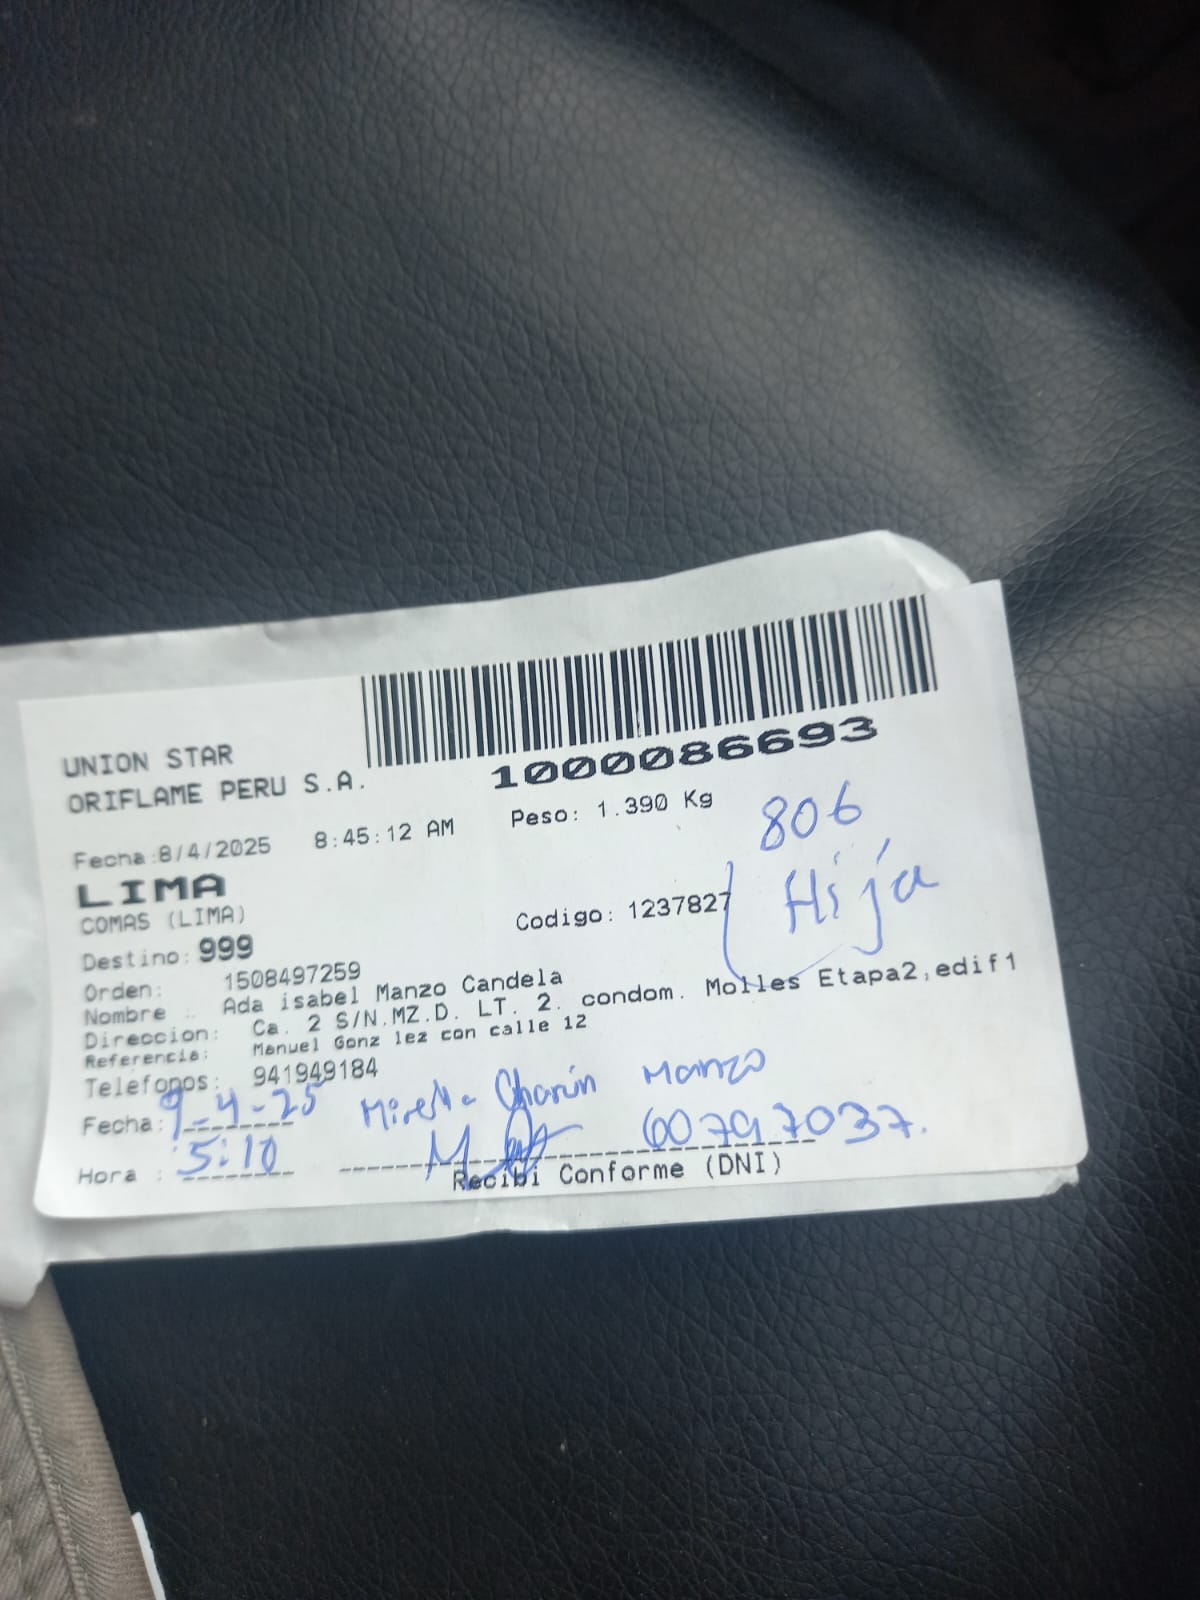 UNION STAR
ORIFLAME PERU S.A.
1000086693
Fecha:8/4/2025 8:45:12 AM Peso: 1.390 Kg
806
LIMA
COMAS (LIMA)
Codigo: 1237827 Hija
Destino: 999
Orden: 1508497259
Nombre : Ada isabel Manzo Candela
Direccion: Ca. 2 S/N.MZ.D. LT. 2. condom. Molles Etapa2,edif1
Referencia: Manuel Gonz lez con calle 12
Telefonos: 941949184
Fecha: 9-4-25 Mirella Charún Manzo
Hora : 5:10 60797037.
Recibi Conforme (DNI)